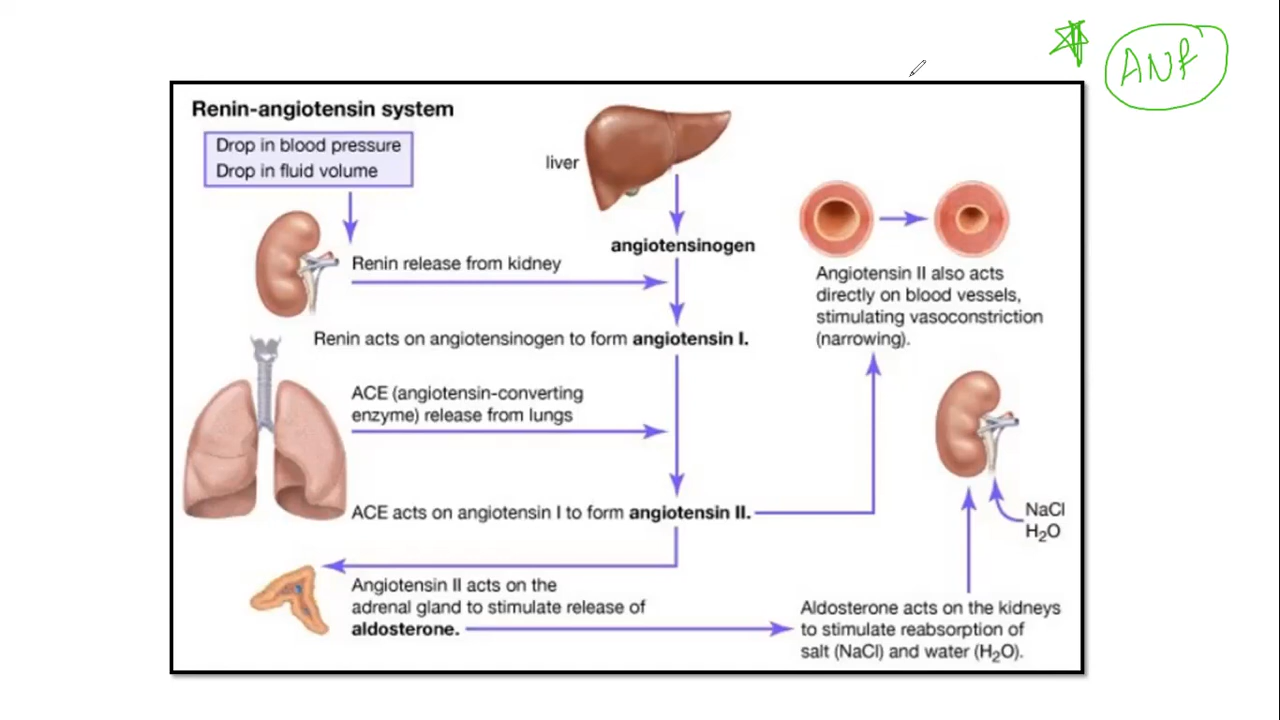 ANF
Renin-angiotensin system
Drop in blood pressure
Drop in fluid volume
liver
angiotensinogen
Renin release from kidney
Renin acts on angiotensinogen to form angiotensin I.
ACE (angiotensin-converting
enzyme) release from lungs
ACE acts on angiotensin I to form angiotensin II.
Angiotensin II acts on the
adrenal gland to stimulate release of
aldosterone.
Angiotensin II also acts
directly on blood vessels,
stimulating vasoconstriction
(narrowing).
NaCl
H₂O
Aldosterone acts on the kidneys
to stimulate reabsorption of
salt (NaCl) and water (H₂O).